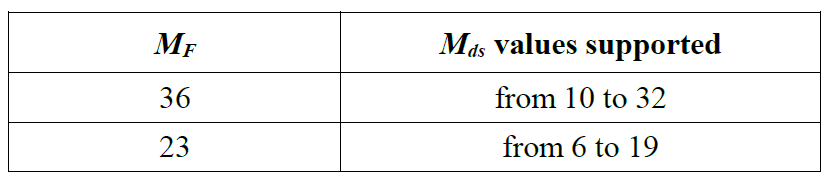 MF Mds values supported
36 from 10 to 32
23 from 6 to 19